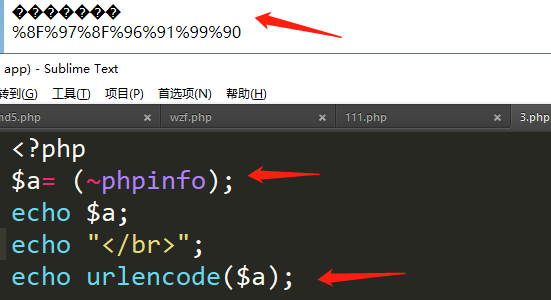 ��������
%8F%97%8F%96%91%99%90
app) - Sublime Text
转到(G) 工具(T) 项目(P) 首选项(N) 帮助(H)
md5.php × wzf.php × 111.php × 3.php
<?php
$a= (~phpinfo);
echo $a;
echo "</br>";
echo urlencode($a);